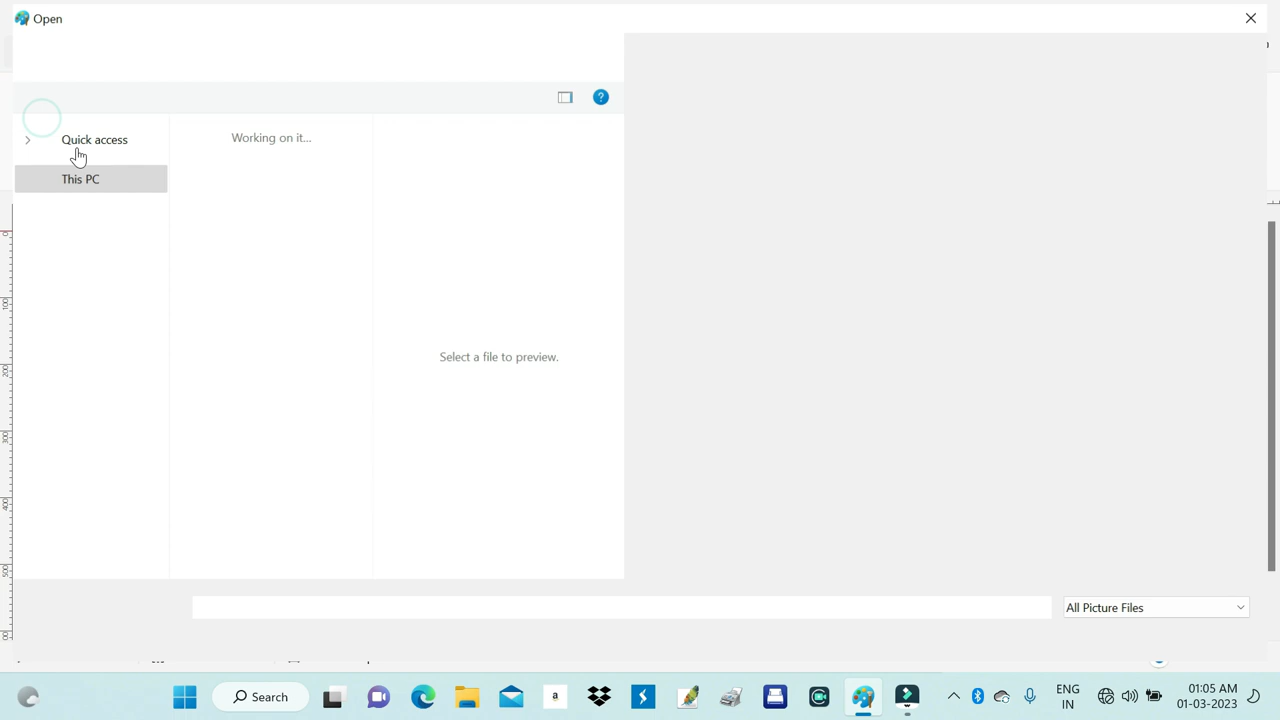 Open
?
Quick access
Working on it...
This PC
Select a file to preview.
All Picture Files
Search
a
ENG
IN
01:05 AM
01-03-2023